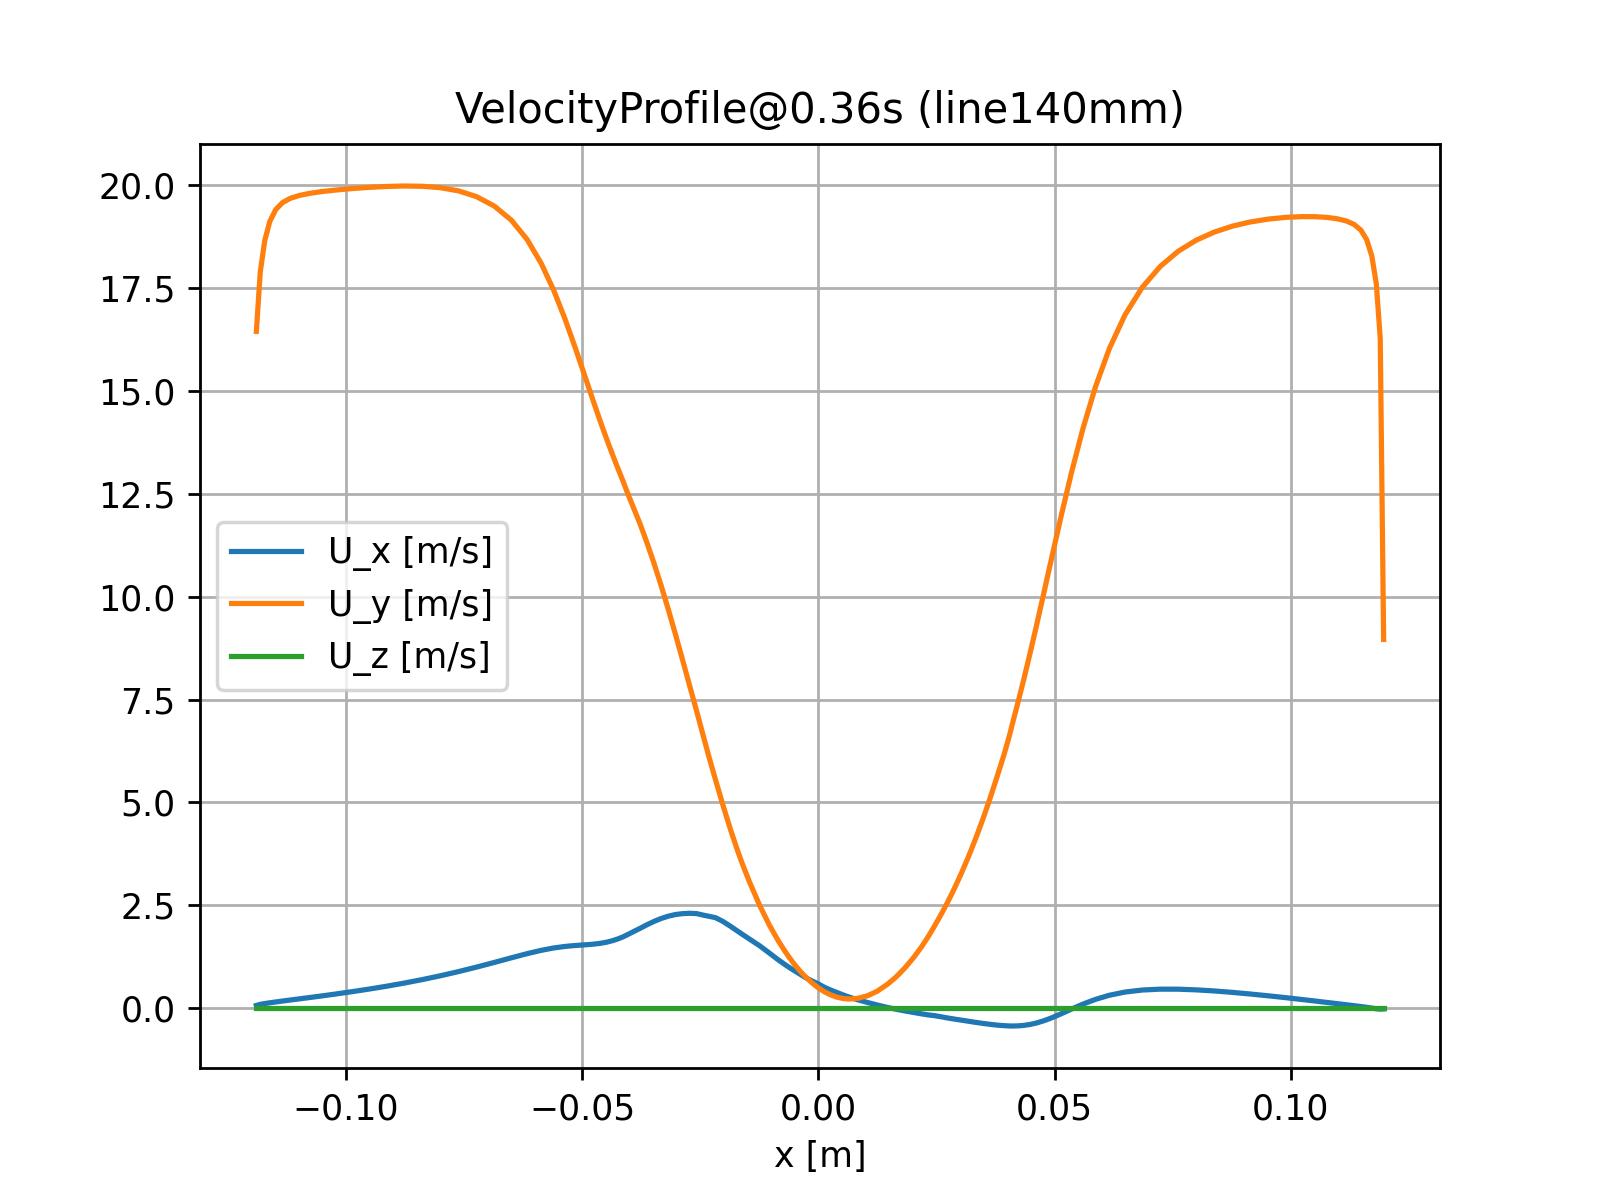 VelocityProfile@0.36s (line140mm)
20.0
17.5
15.0
12.5
10.0
7.5
5.0
2.5
0.0
U_x [m/s]
U_y [m/s]
U_z [m/s]
−0.10 −0.05 0.00 0.05 0.10
x [m]